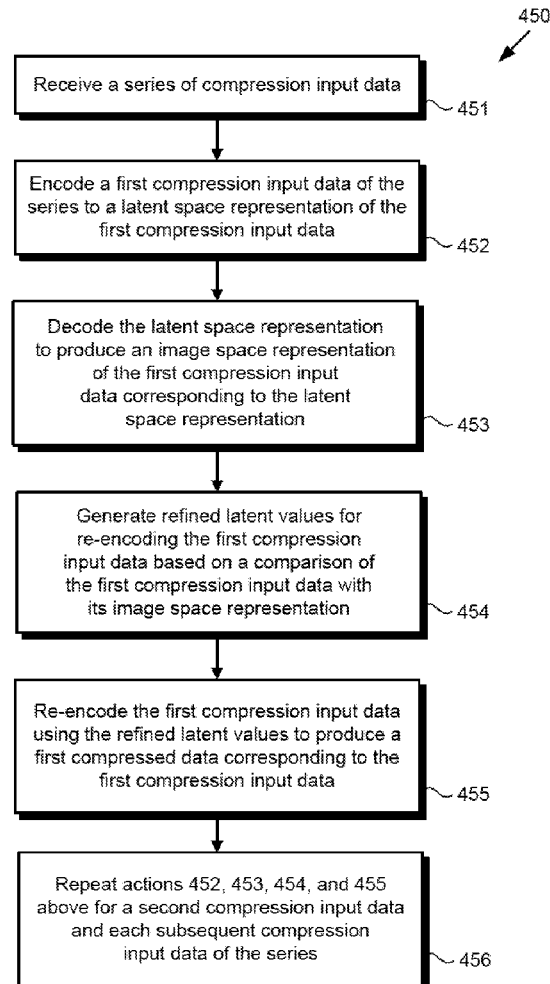 450
Receive a series of compression input data
451
Encode a first compression input data of the
series to a latent space representation of the
first compression input data
452
Decode the latent space representation
to produce an image space representation
of the first compression input
data corresponding to the latent
space representation
453
Generate refined latent values for
re-encoding the first compression
input data based on a comparison of
the first compression input data with
its image space representation
454
Re-encode the first compression input data
using the refined latent values to produce a
first compressed data corresponding to the
first compression input data
455
Repeat actions 452, 453, 454, and 455
above for a second compression input data
and each subsequent compression
input data of the series
456